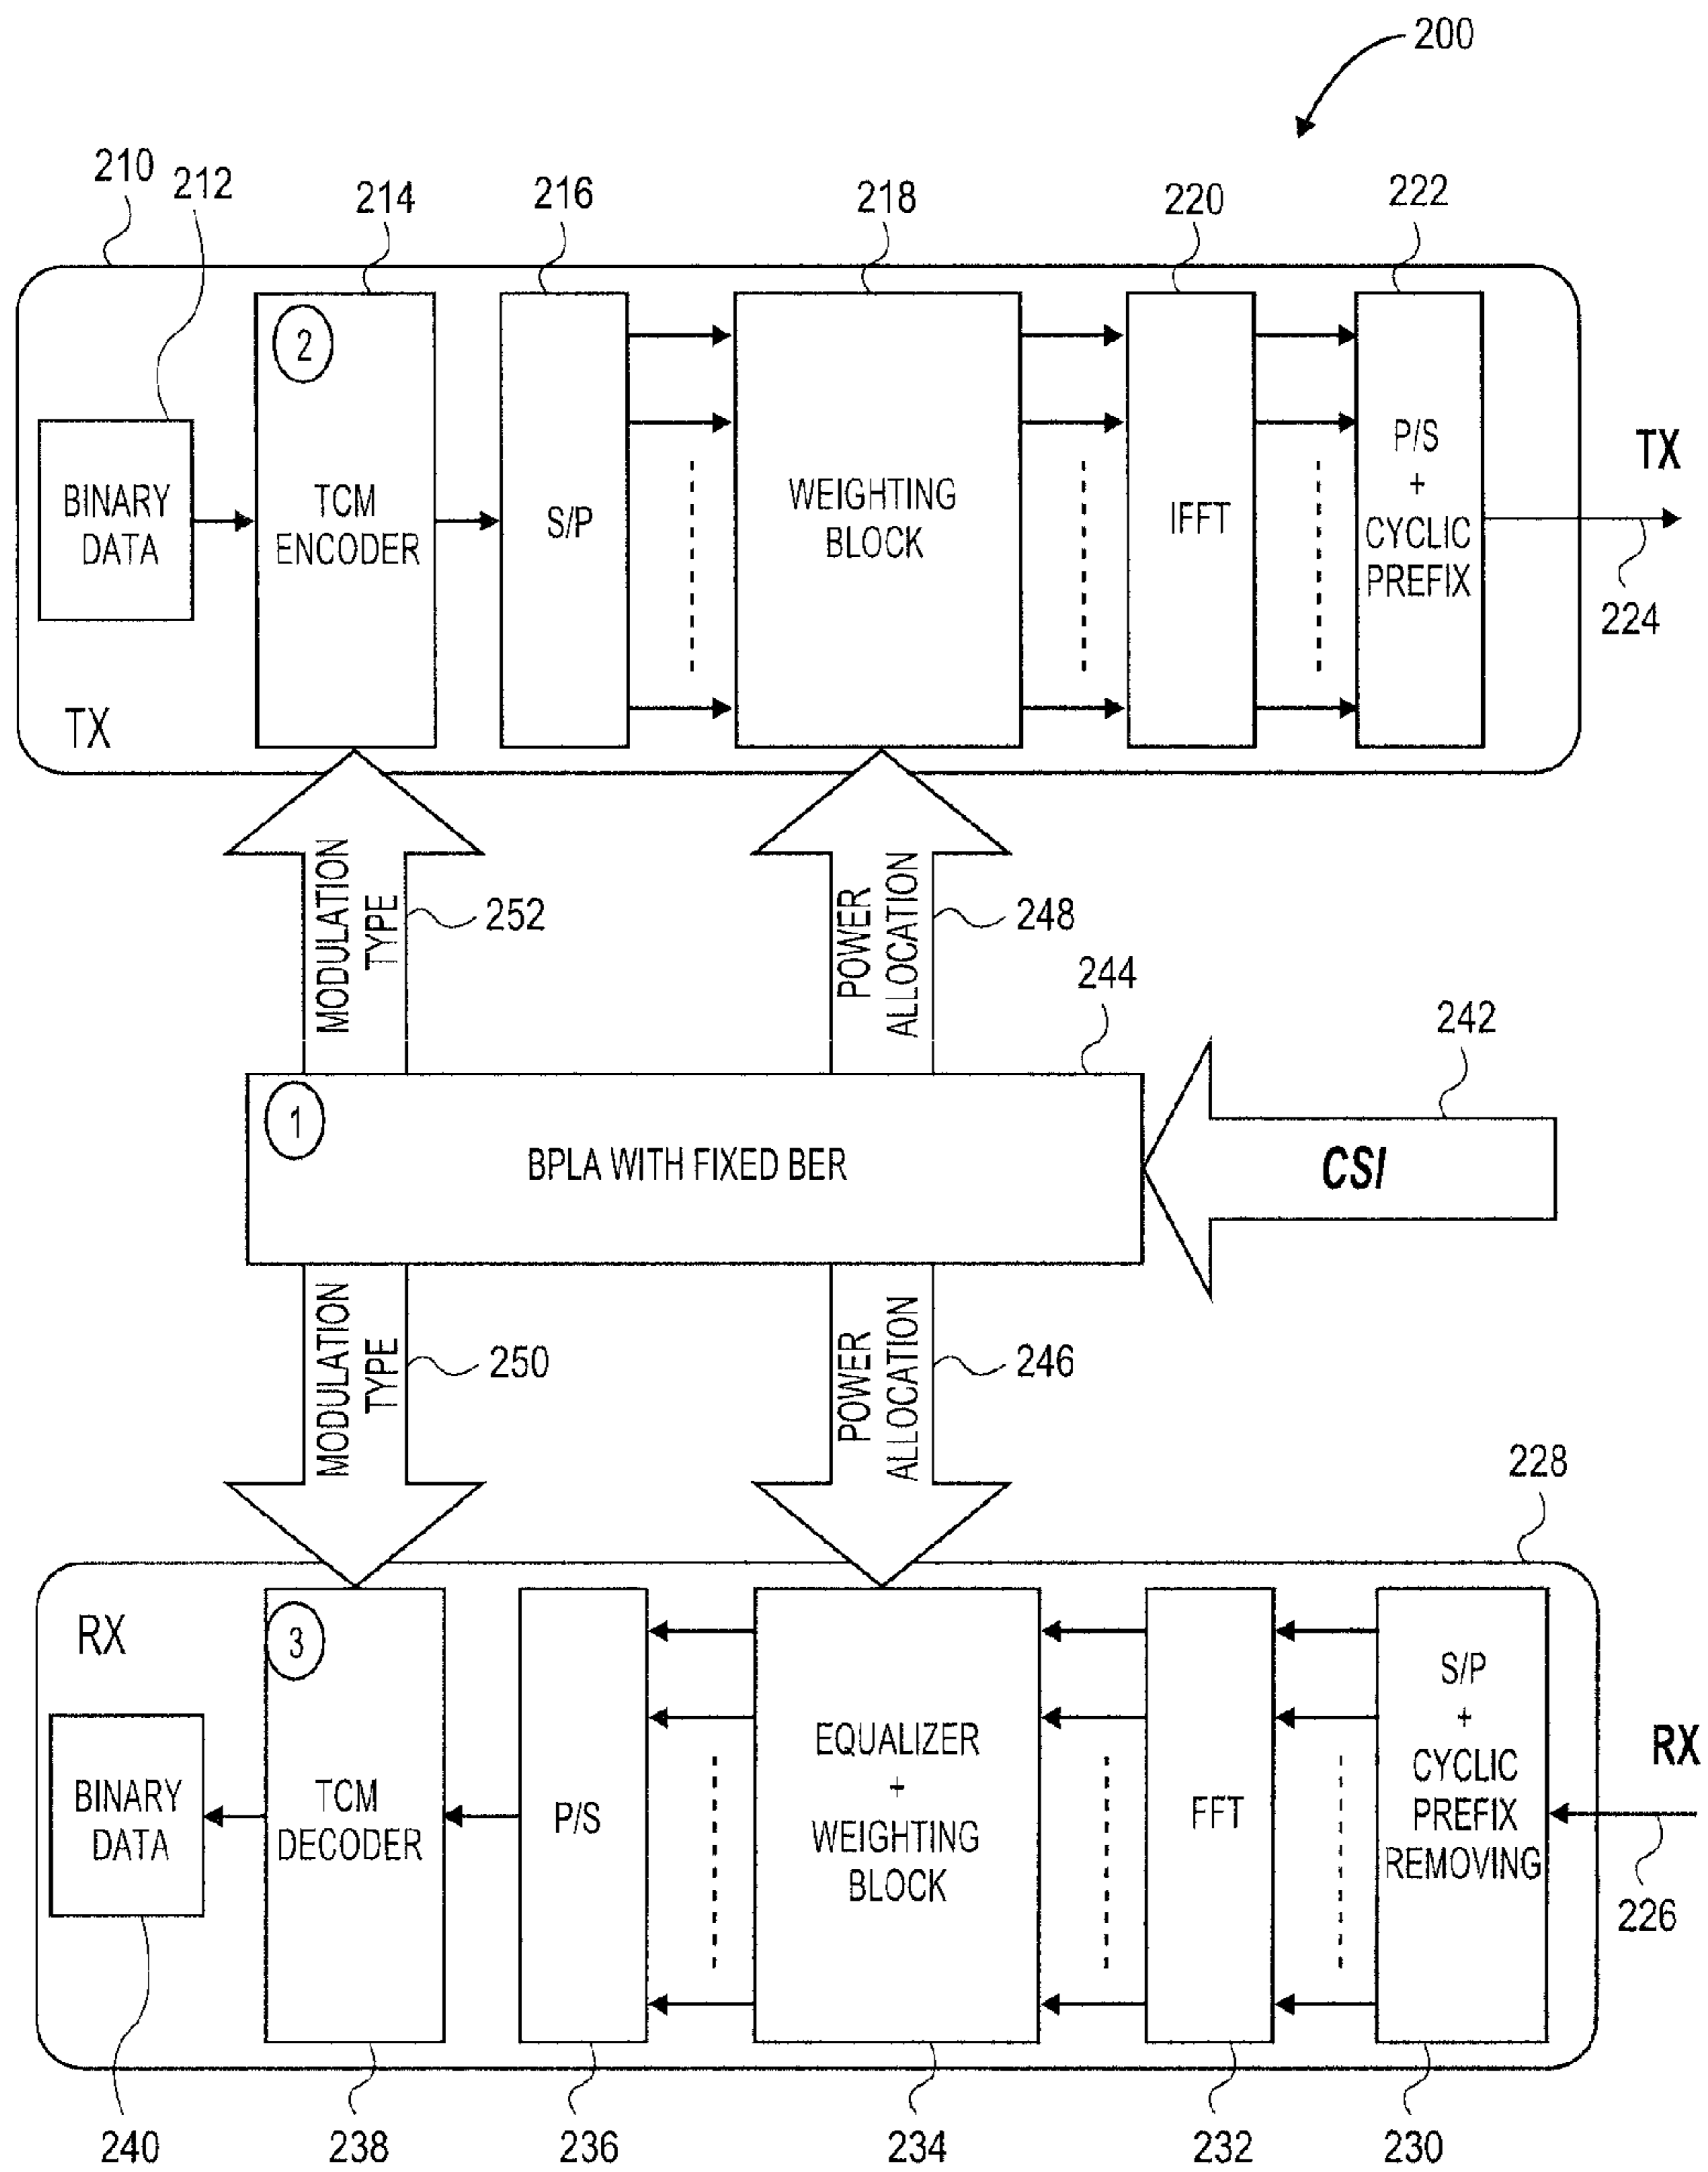 200
210
212
214
216
218
220
222
2
BINARY
DATA
TCM
ENCODER
S/P
WEIGHTING
BLOCK
IFFT
P/S
+
CYCLIC
PREFIX
TX
224
TX
MODULATION
TYPE
252
POWER
ALLOCATION
248
244
242
1
BPLA WITH FIXED BER
CSI
MODULATION
TYPE
250
POWER
ALLOCATION
246
228
RX
3
BINARY
DATA
TCM
DECODER
P/S
EQUALIZER
+
WEIGHTING
BLOCK
FFT
S/P
+
CYCLIC
PREFIX
REMOVING
RX
226
240
238
236
234
232
230